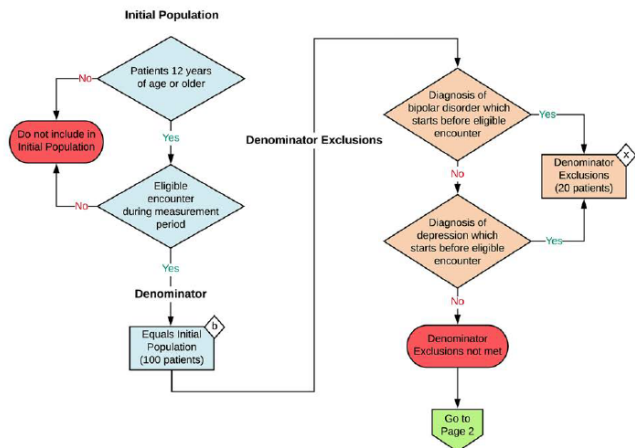 Initial Population
Patients 12 years
of age or older
No
Do not include in
Initial Population
Yes
No
Eligible
encounter
during measurement
period
Yes
Denominator
b
Equals Initial
Population
(100 patients)
Denominator Exclusions
Diagnosis of
bipolar disorder which
starts before eligible
encounter
Yes
x
Denominator
Exclusions
(20 patients)
No
Diagnosis of
depression which
starts before eligible
encounter
Yes
No
Denominator
Exclusions not met
Go to
Page 2